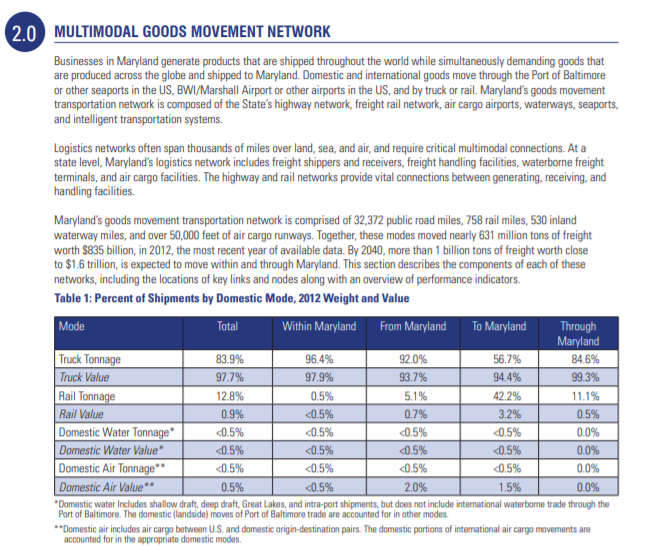 2.0 MULTIMODAL GOODS MOVEMENT NETWORK
Businesses in Maryland generate products that are shipped throughout the world while simultaneously demanding goods that
are produced across the globe and shipped to Maryland. Domestic and international goods move through the Port of Baltimore
or other seaports in the US, BWI/Marshall Airport or other airports in the US, and by truck or rail. Maryland's goods movement
transportation network is composed of the State's highway network, freight rail network, air cargo airports, waterways, seaports,
and intelligent transportation systems.
Logistics networks often span thousands of miles over land, sea, and air, and require critical multimodal connections. At a
state level, Maryland's logistics network includes freight shippers and receivers, freight handling facilities, waterborne freight
terminals, and air cargo facilities. The highway and rail networks provide vital connections between generating, receiving, and
handling facilities.
Maryland's goods movement transportation network is comprised of 32,372 public road miles, 758 rail miles, 530 inland
waterway miles, and over 50,000 feet of air cargo runways. Together, these modes moved nearly 631 million tons of freight
worth $835 billion, in 2012, the most recent year of available data. By 2040, more than 1 billion tons of freight worth close
to $1.6 trillion, is expected to move within and through Maryland. This section describes the components of each of these
networks, including the locations of key links and nodes along with an overview of performance indicators.
Table 1: Percent of Shipments by Domestic Mode, 2012 Weight and Value
Mode Total Within Maryland From Maryland To Maryland Through
Maryland
Truck Tonnage 83.9% 96.4% 92.0% 56.7% 84.6%
Truck Value 97.7% 97.9% 93.7% 94.4% 99.3%
Rail Tonnage 12.8% 0.5% 5.1% 42.2% 11.1%
Rail Value 0.9% <0.5% 0.7% 3.2% 0.5%
Domestic Water Tonnage* <0.5% <0.5% <0.5% <0.5% 0.0%
Domestic Water Value* <0.5% <0.5% <0.5% <0.5% 0.0%
Domestic Air Tonnage** <0.5% <0.5% <0.5% <0.5% 0.0%
Domestic Air Value** 0.5% <0.5% 2.0% 1.5% 0.0%
*Domestic water Includes shallow draft, deep draft, Great Lakes, and intra-port shipments, but does not include international waterborne trade through the
Port of Baltimore. The domestic (landside) moves of Port of Baltimore trade are accounted for in other modes.
**Domestic air includes air cargo between U.S. and domestic origin-destination pairs. The domestic portions of international air cargo movements are
accounted for in the appropriate domestic modes.